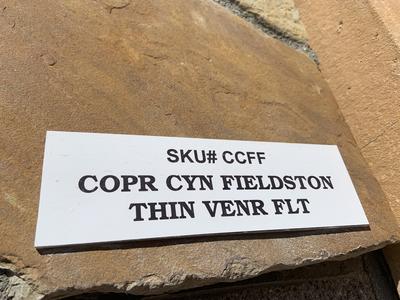 SKU# CCFF
COPR CYN FIELDSTON
THIN VENR FLT